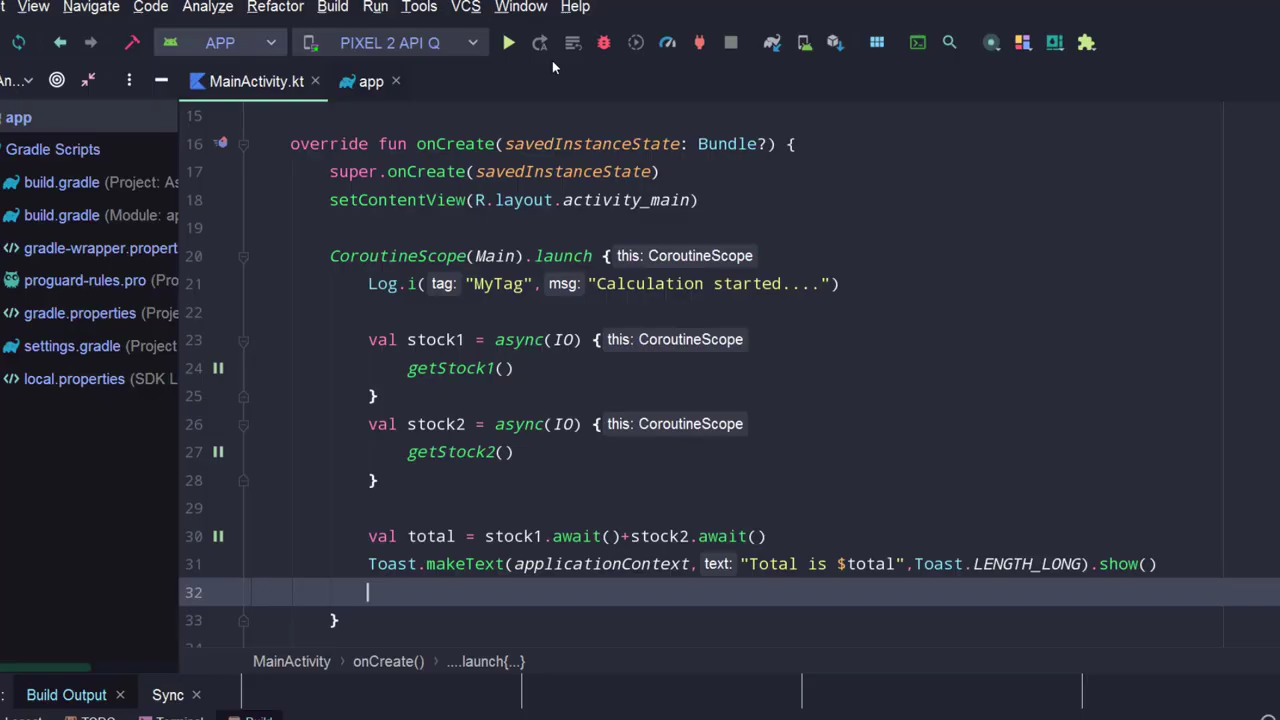 View Navigate Code Analyze Refactor Build Run Tools VCS Window Help
APP PIXEL 2 API Q
An... MainActivity.kt app
app
Gradle Scripts
build.gradle (Project: As
build.gradle (Module: ap
gradle-wrapper.propert
proguard-rules.pro
gradle.properties (Project
settings.gradle (Project
local.properties (SDK L
15
16 override fun onCreate(savedInstanceState: Bundle?) {
17 super.onCreate(savedInstanceState)
18 setContentView(R.layout.activity_main)
19
20 CoroutineScope(Main).launch { this: CoroutineScope
21 Log.i( tag: "MyTag", msg: "Calculation started....")
22
23 val stock1 = async(IO) { this: CoroutineScope
24 getStock1()
25 }
26 val stock2 = async(IO) { this: CoroutineScope
27 getStock2()
28 }
29
30 val total = stock1.await()+stock2.await()
31 Toast.makeText(applicationContext, text: "Total is $total",Toast.LENGTH_LONG).show()
32
33 }
MainActivity › onCreate() › ....launch{...}
: Build Output Sync